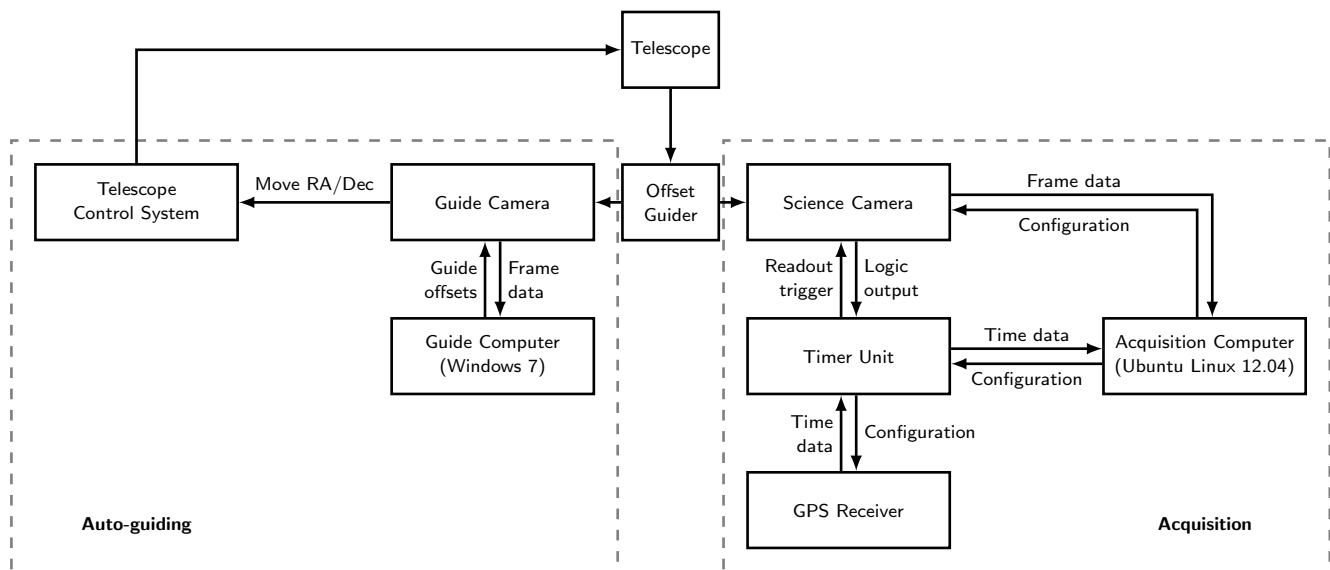 Telescope
Telescope
Control System
Move RA/Dec
Guide Camera
Offset
Guider
Science Camera
Frame data
Configuration
Guide
offsets
Frame
data
Readout
trigger
Logic
output
Guide Computer
(Windows 7)
Timer Unit
Time data
Configuration
Acquisition Computer
(Ubuntu Linux 12.04)
Time
data
Configuration
GPS Receiver
Auto-guiding
Acquisition